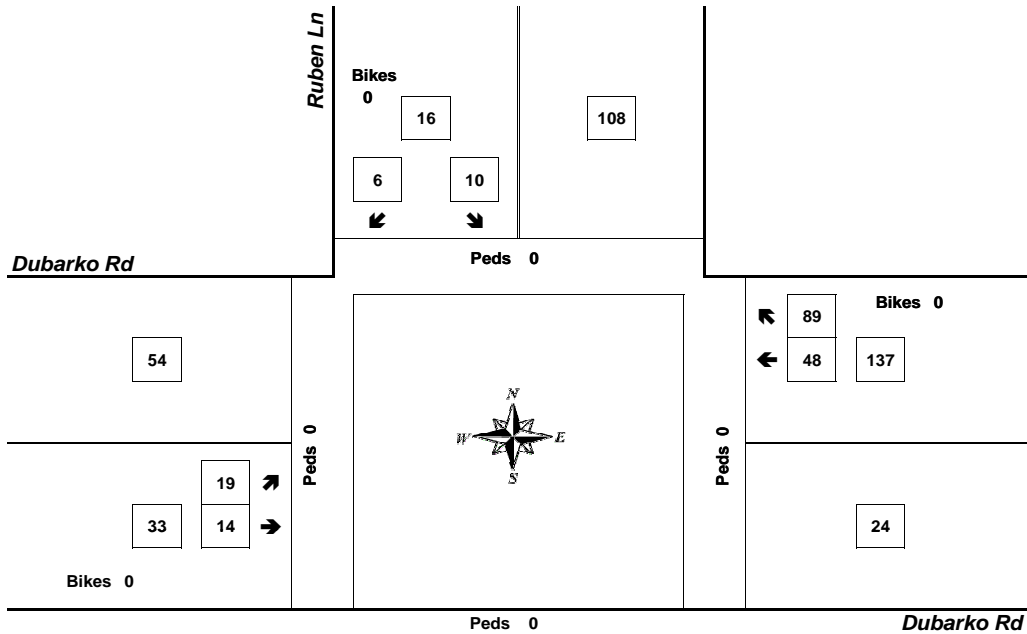 Ruben Ln
Bikes
0
16
108
6
10
Peds 0
Dubarko Rd
Bikes 0
89
54
48
137
N
W
E
S
Peds 0
Peds 0
19
33
14
24
Bikes 0
Peds 0
Dubarko Rd